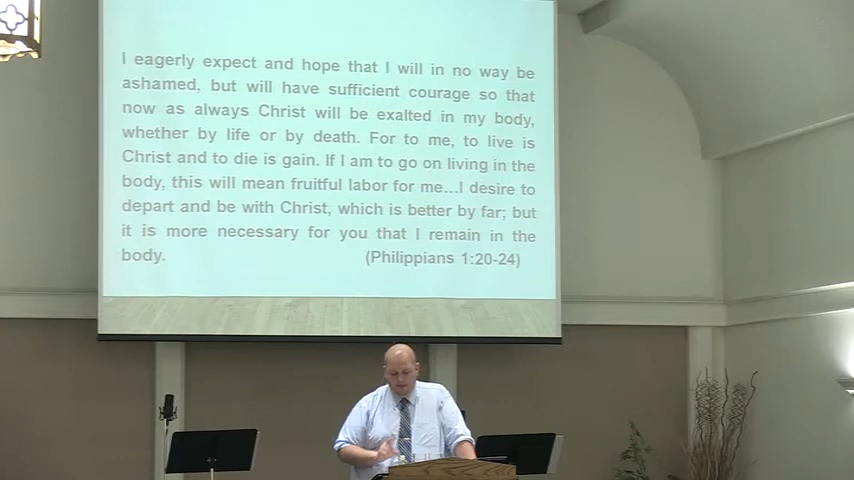 I eagerly expect and hope that I will in no way be
ashamed, but will have sufficient courage so that
now as always Christ will be exalted in my body,
whether by life or by death. For to me, to live is
Christ and to die is gain. If I am to go on living in the
body, this will mean fruitful labor for me...I desire to
depart and be with Christ, which is better by far; but
it is more necessary for you that I remain in the
body. (Philippians 1:20-24)